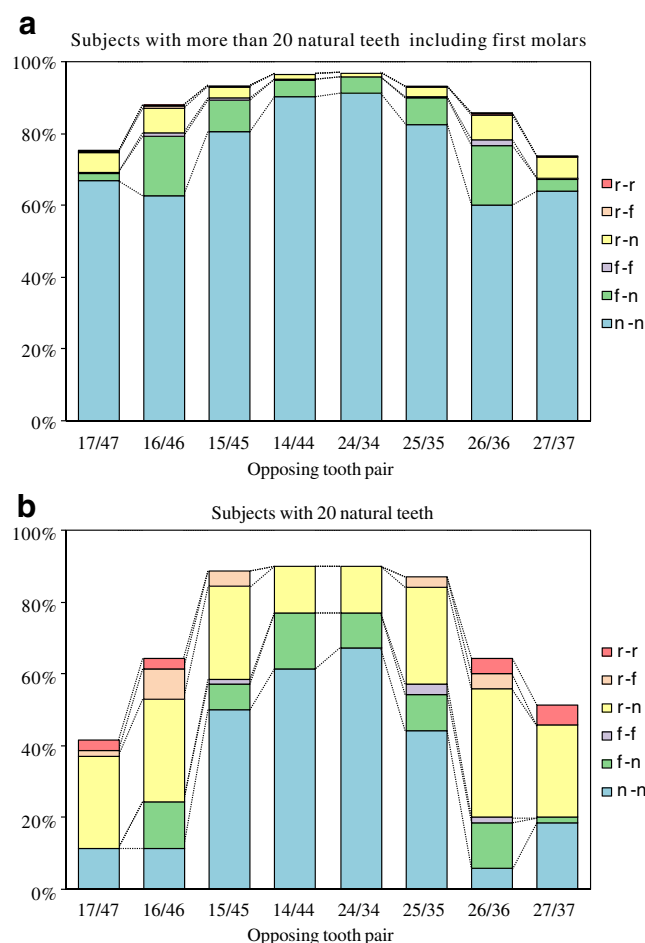 a
Subjects with more than 20 natural teeth including first molars
100%
80%
60%
40%
20%
0%
17/47 16/46 15/45 14/44 24/34 25/35 26/36 27/37
Opposing tooth pair
r-r
r-f
r-n
f-f
f-n
n-n
b
Subjects with 20 natural teeth
100%
80%
60%
40%
20%
0%
17/47 16/46 15/45 14/44 24/34 25/35 26/36 27/37
Opposing tooth pair
r-r
r-f
r-n
f-f
f-n
n-n